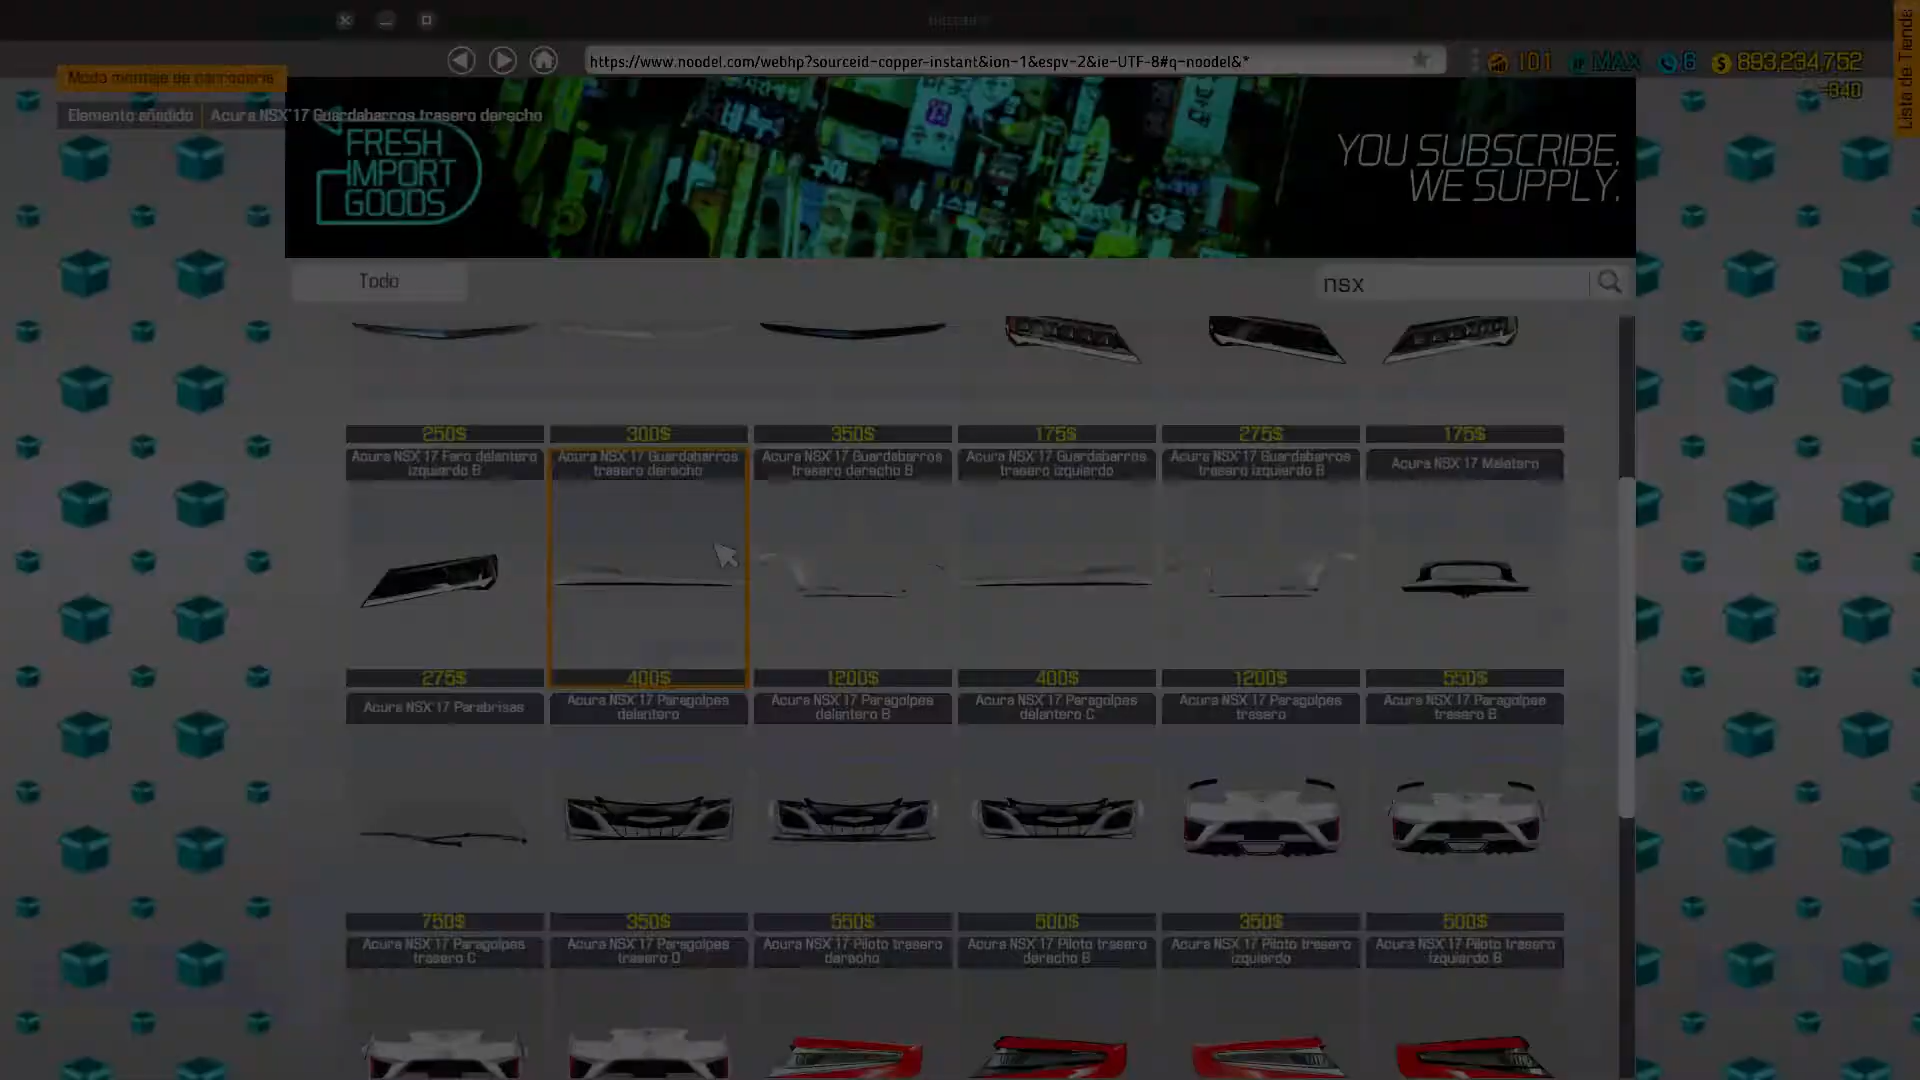 https://www.noodel.com/webhp?sourceid-copper-instant&ion-1&espv-2&ie-UTF-8#q-noodel&*
101
MAX
6
893,234,752
-840
Lista de Tienda
Modo montaje de carrocería
Elemento añadido
Acura NSX'17 Guardabarros trasero derecho
FRESH
IMPORT
GOODS
YOU SUBSCRIBE.
WE SUPPLY.
Todo
nsx
250$
300$
350$
175$
275$
175$
Acura NSX'17 Faro delantero
izquierdo B
Acura NSX'17 Guardabarros
trasero derecho
Acura NSX'17 Guardabarros
trasero derecho B
Acura NSX'17 Guardabarros
trasero izquierdo
Acura NSX'17 Guardabarros
trasero izquierdo B
Acura NSX'17 Maletero
275$
400$
1200$
400$
1200$
550$
Acura NSX'17 Parabrisas
Acura NSX'17 Paragolpes
delantero
Acura NSX'17 Paragolpes
delantero B
Acura NSX'17 Paragolpes
delantero C
Acura NSX'17 Paragolpes
trasero
Acura NSX'17 Paragolpes
trasero B
750$
350$
550$
500$
350$
500$
Acura NSX'17 Paragolpes
trasero C
Acura NSX'17 Paragolpes
trasero D
Acura NSX'17 Piloto trasero
derecho
Acura NSX'17 Piloto trasero
derecho B
Acura NSX'17 Piloto trasero
izquierdo
Acura NSX'17 Piloto trasero
izquierdo B